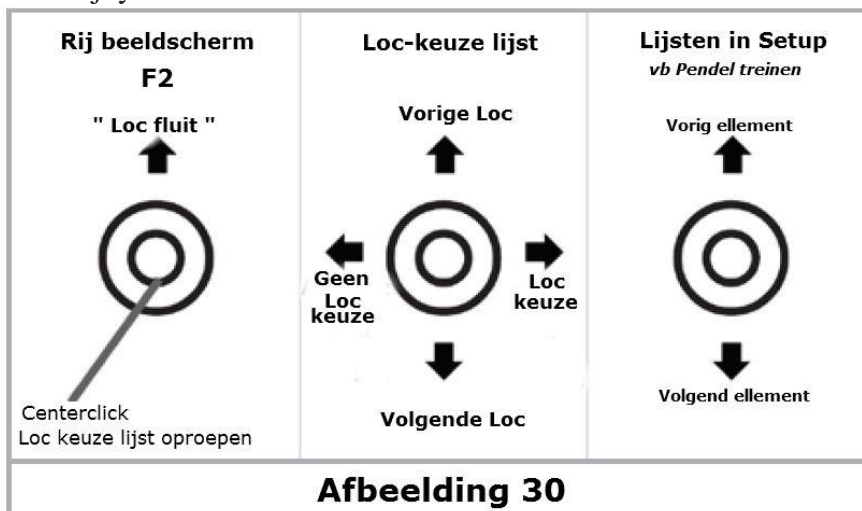 Rij beeldscherm
F2
" Loc fluit "
Centerclick
Loc keuze lijst oproepen
Loc-keuze lijst
Vorige Loc
Geen
Loc
keuze
Loc
keuze
Volgende Loc
Lijsten in Setup
vb Pendel treinen
Vorig ellement
Volgend ellement
Afbeelding 30